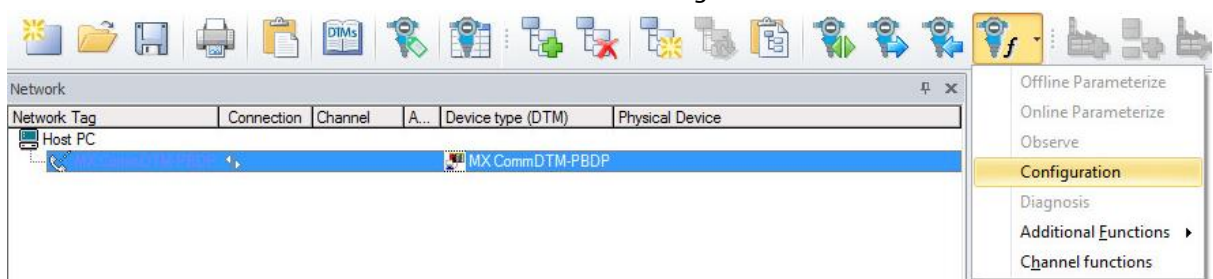 DTMs
f
Network
Network Tag Connection Channel A... Device type (DTM) Physical Device
Host PC
MX CommDTM-PBDP MX CommDTM-PBDP
Offline Parameterize
Online Parameterize
Observe
Configuration
Diagnosis
Additional Functions
Channel functions